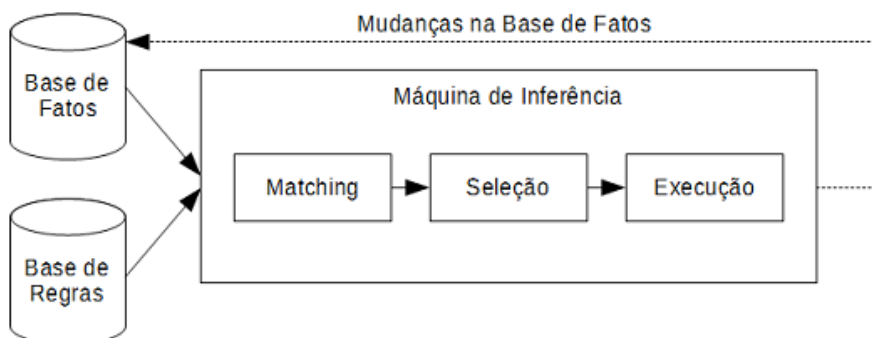 Mudanças na Base de Fatos
Base de
Fatos
Máquina de Inferência
Matching
Seleção
Execução
Base de
Regras